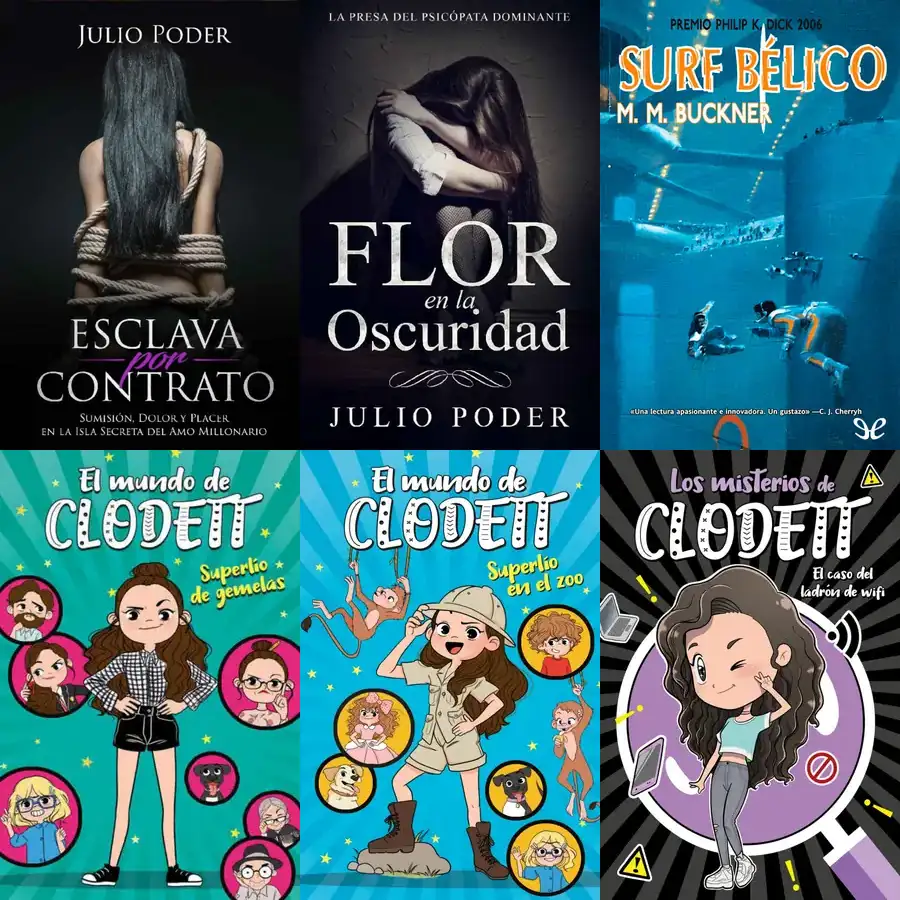 JULIO PODER
ESCLAVA
por
CONTRATO
SUMISIÓN, DOLOR Y PLACER
EN LA ISLA SECRETA DEL AMO MILLONARIO
LA PRESA DEL PSICÓPATA DOMINANTE
FLOR
en la
Oscuridad
JULIO PODER
PREMIO PHILIP K. DICK 2006
SURF BÉLICO
M. M. BUCKNER
«Una lectura apasionante e innovadora. Un gustazo» —C. J. Cherryh
El mundo de
CLODETT
Superlío
de gemelas
El mundo de
CLODETT
Superlío
en el zoo
Los misterios de
CLODETT
El caso del
ladrón de wifi